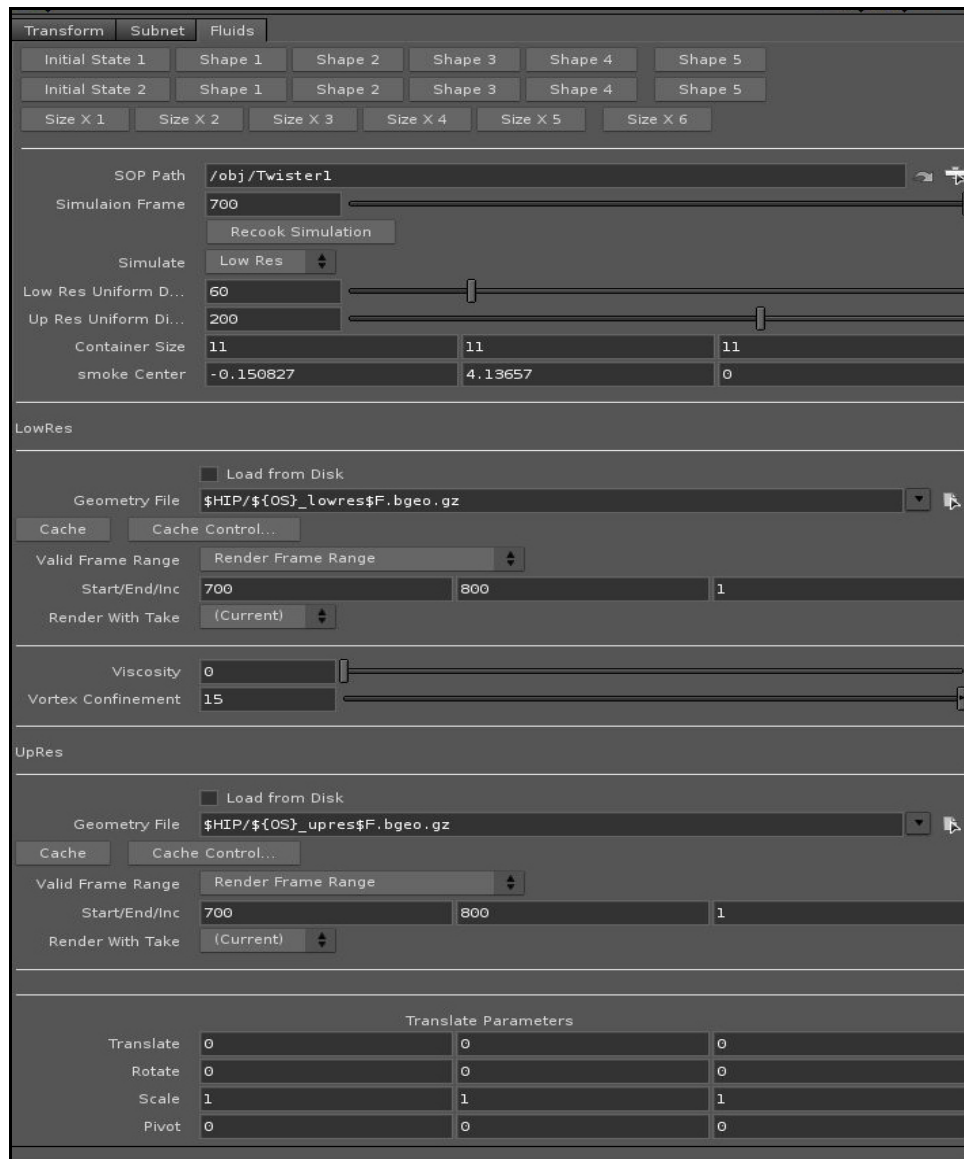 Transform Subnet Fluids
Initial State 1 Shape 1 Shape 2 Shape 3 Shape 4 Shape 5
Initial State 2 Shape 1 Shape 2 Shape 3 Shape 4 Shape 5
Size X 1 Size X 2 Size X 3 Size X 4 Size X 5 Size X 6
SOP Path /obj/Twister1
Simulaion Frame 700
Recook Simulation
Simulate Low Res
Low Res Uniform D... 60
Up Res Uniform Di... 200
Container Size 11 11 11
smoke Center -0.150827 4.13657 0
LowRes
Load from Disk
Geometry File $HIP/${OS}_lowres$F.bgeo.gz
Cache Cache Control...
Valid Frame Range Render Frame Range
Start/End/Inc 700 800 1
Render With Take (Current)
Viscosity 0
Vortex Confinement 15
UpRes
Load from Disk
Geometry File $HIP/${OS}_upres$F.bgeo.gz
Cache Cache Control...
Valid Frame Range Render Frame Range
Start/End/Inc 700 800 1
Render With Take (Current)
Translate Parameters
Translate 0 0 0
Rotate 0 0 0
Scale 1 1 1
Pivot 0 0 0